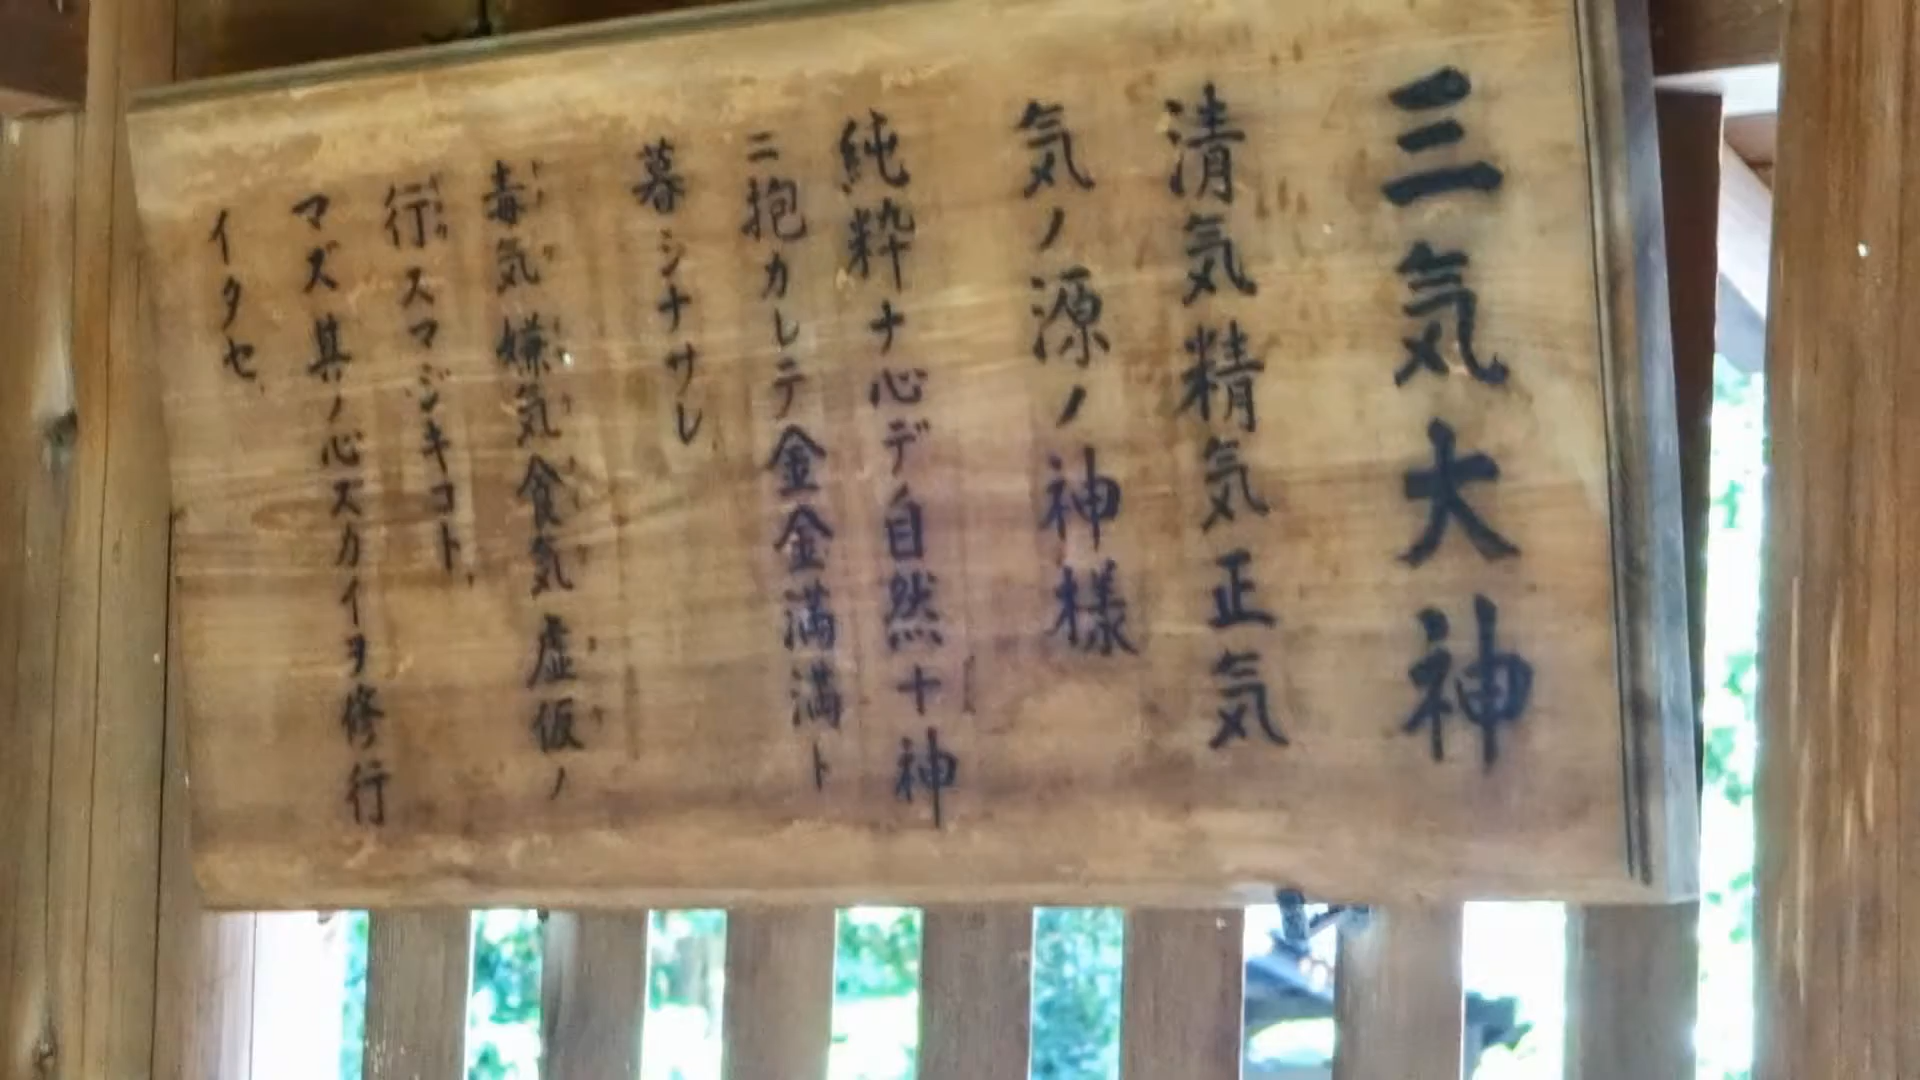 三気大神
清気精気正気
気ノ源ノ神様
純粋ナ心デ自然ナ神
ニ抱カレテ金金満満ト
暮シナサレ
毒気嫌気食気虚仮ノ
行スマジキコト
マズ其ノ心ズカイヲ修行
イタセ